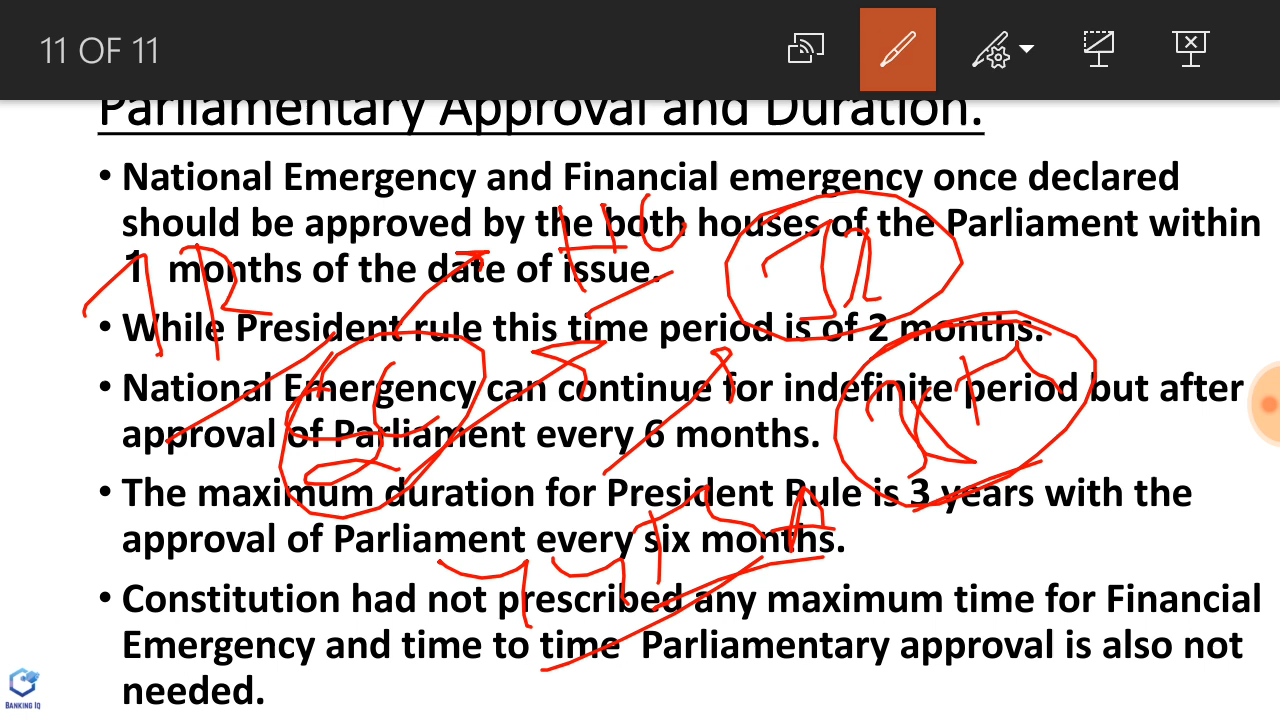 11 OF 11
Parliamentary Approval and Duration.
• National Emergency and Financial emergency once declared
should be approved by the both houses of the Parliament within
1 months of the date of issue.
• While President rule this time period is of 2 months.
• National Emergency can continue for indefinite period but after
approval of Parliament every 6 months.
• The maximum duration for President Rule is 3 years with the
approval of Parliament every six months.
• Constitution had not prescribed any maximum time for Financial
Emergency and time to time Parliamentary approval is also not
needed.
BANKING IQ